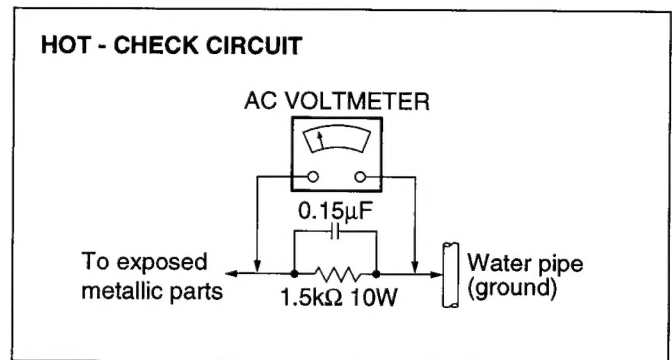 HOT - CHECK CIRCUIT
AC VOLTMETER
0.15µF
To exposed
metallic parts
1.5kΩ 10W
Water pipe
(ground)